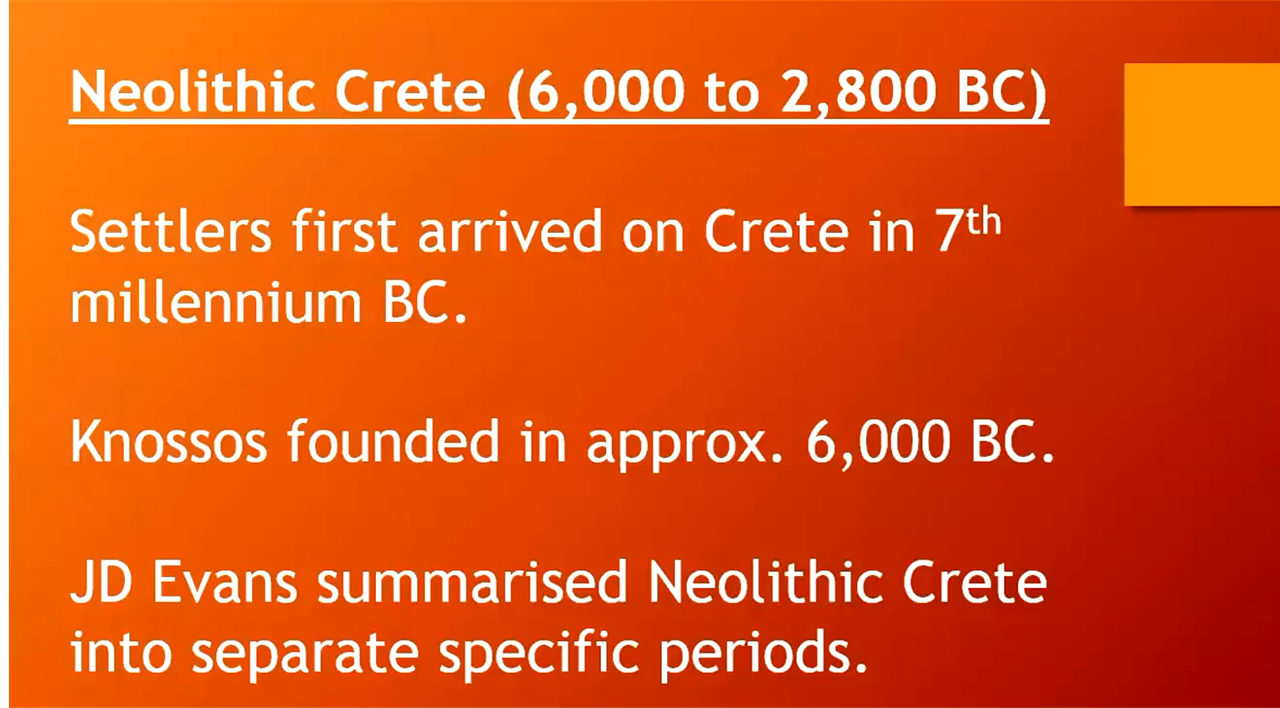 Neolithic Crete (6,000 to 2,800 BC)
Settlers first arrived on Crete in 7th
millennium BC.
Knossos founded in approx. 6,000 BC.
JD Evans summarised Neolithic Crete
into separate specific periods.